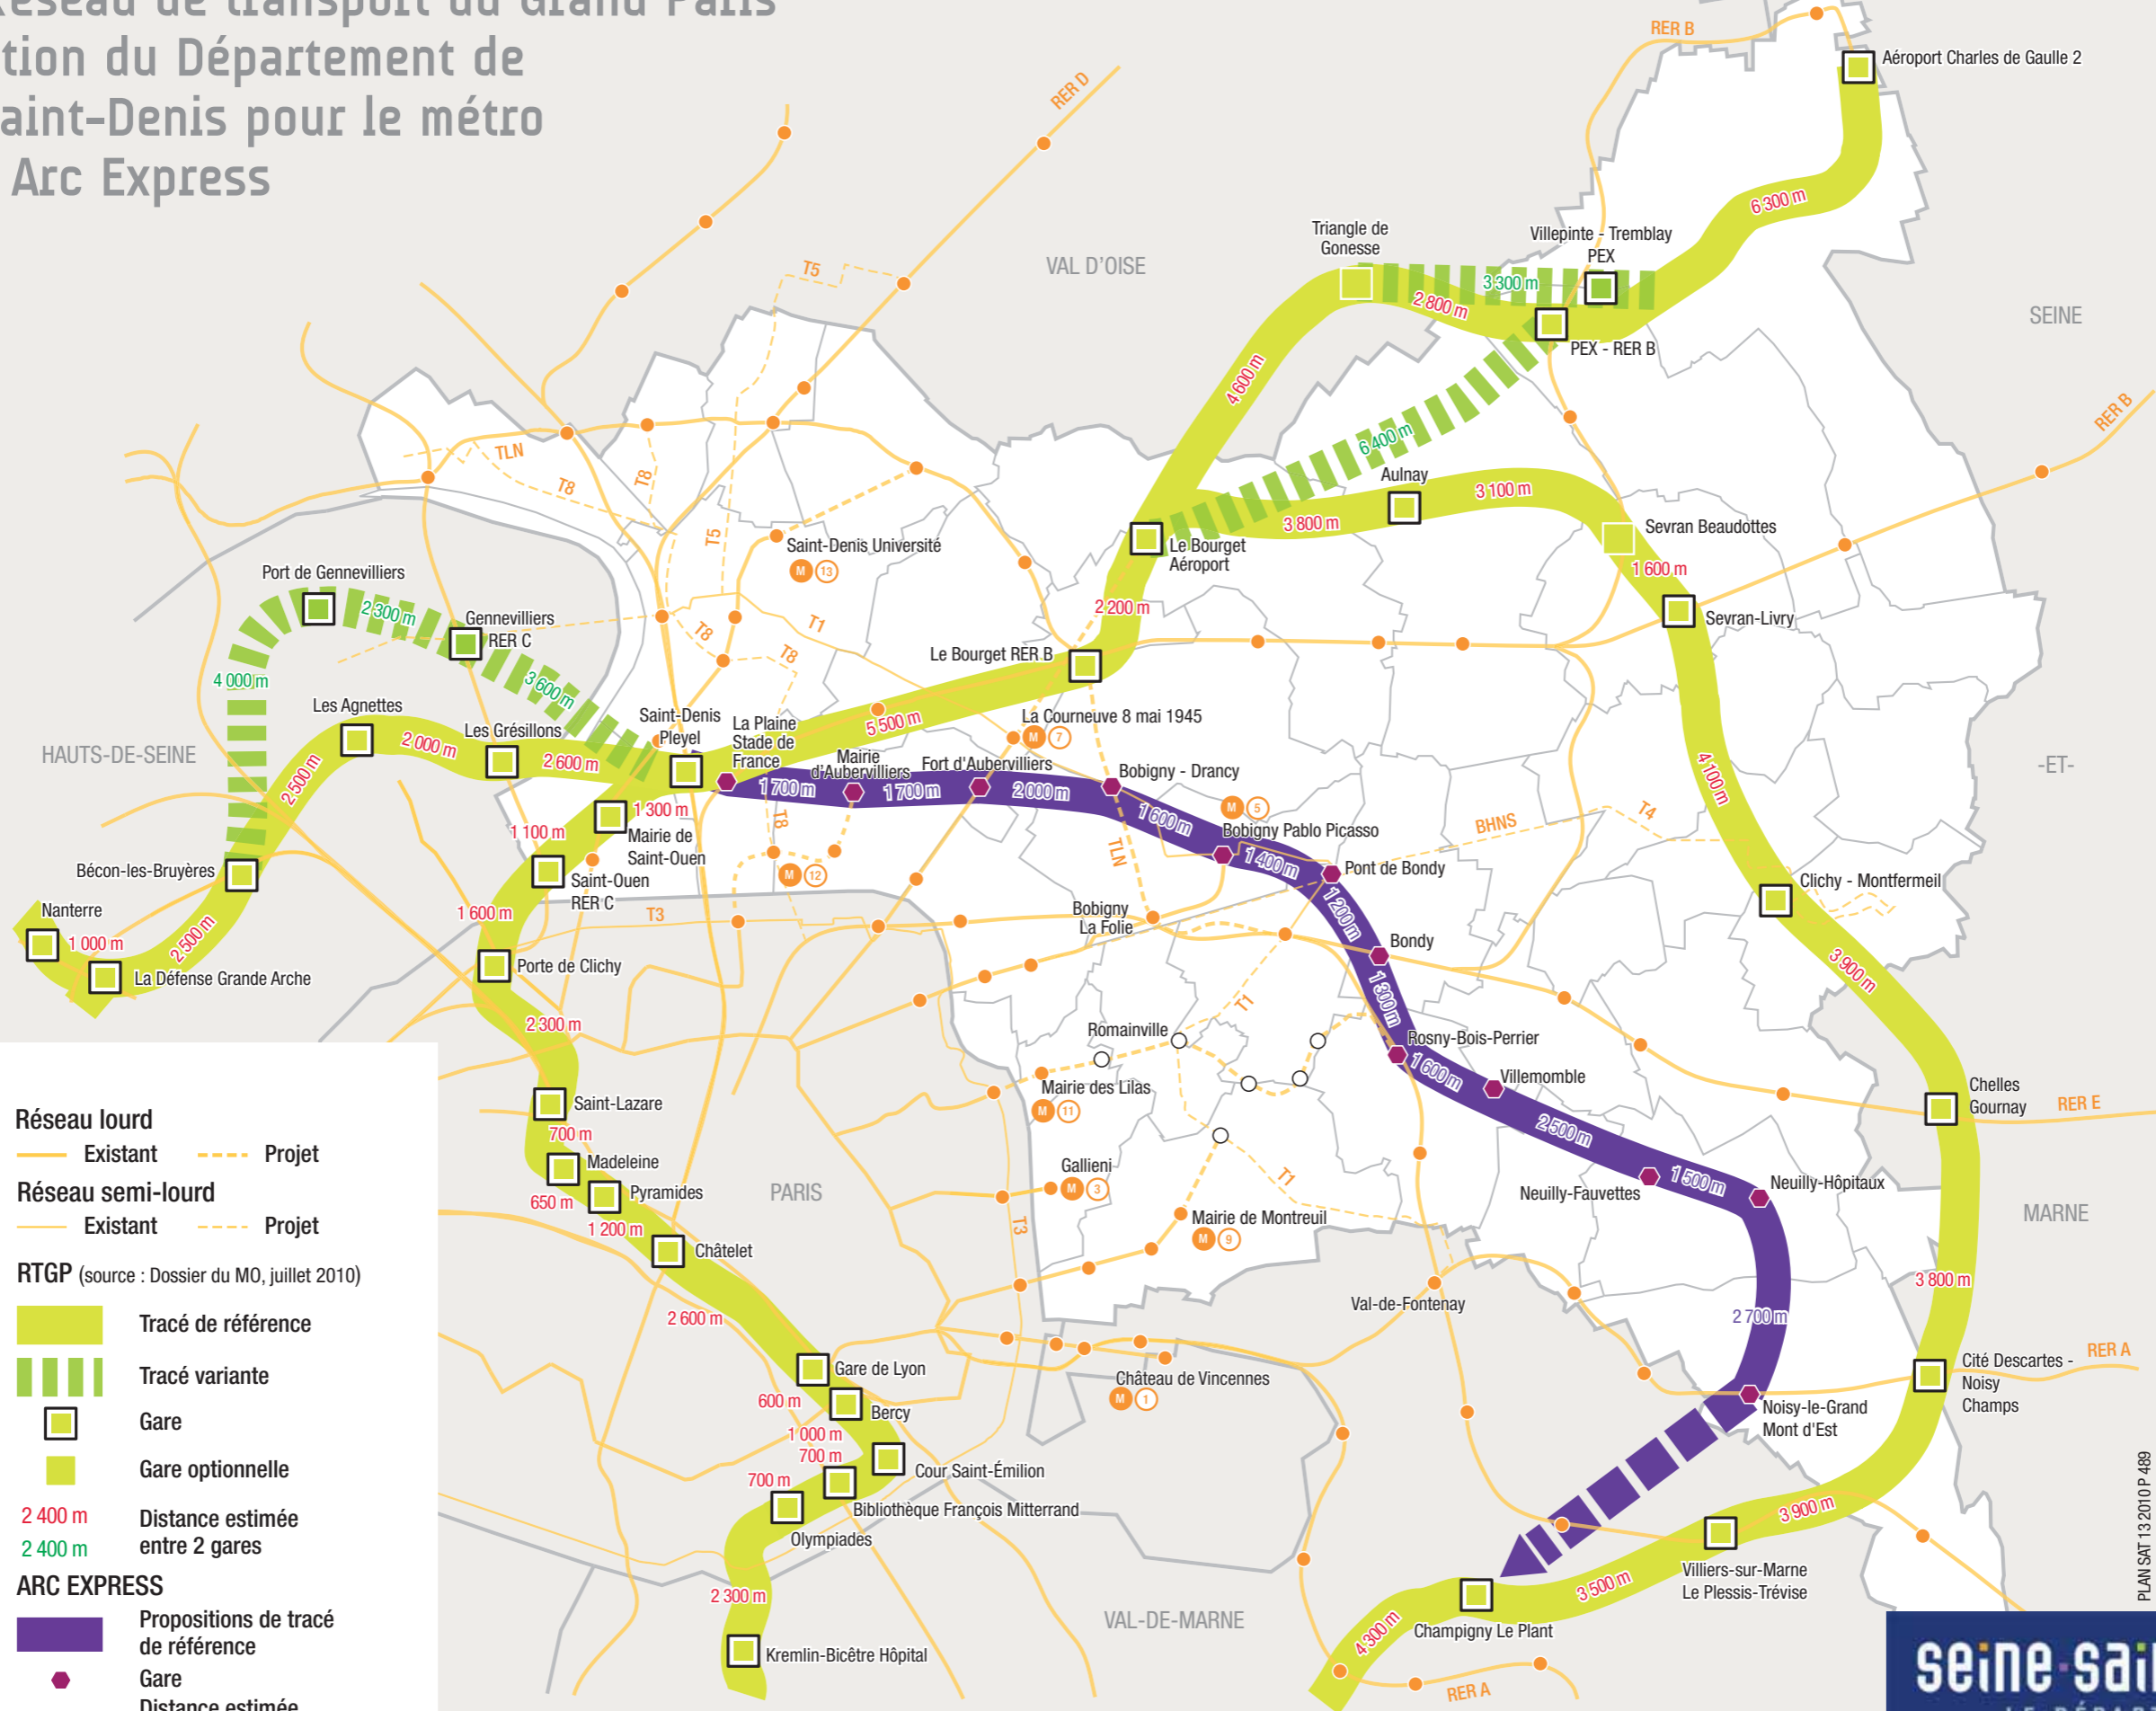 Réseau de transport du Grand Paris
tion du Département de
aint-Denis pour le métro
Arc Express
RER B
Aéroport Charles de Gaulle 2
RER D
6 300 m
Triangle de
Gonesse
Villepinte - Tremblay
PEX
VAL D'OISE
T5
3 300 m
2 800 m
SEINE
PEX - RER B
4 600 m
RER B
6 400 m
TLN
T8
T8
Aulnay
3 100 m
3 800 m
Sevran Beaudottes
T5
Saint-Denis Université
M 13
Le Bourget
Aéroport
1 600 m
Port de Gennevilliers
2 300 m
Gennevilliers
RER C
2 200 m
Sevran-Livry
T8
T1
T8
Le Bourget RER B
4 000 m
3 600 m
Les Agnettes
Saint-Denis
Pleyel
La Plaine
Stade de
France
5 500 m
La Courneuve 8 mai 1945
M 7
HAUTS-DE-SEINE
2 000 m
Les Grésillons
2 600 m
Mairie
d'Aubervilliers
Fort d'Aubervilliers
Bobigny - Drancy
-ET-
2 500 m
4 100 m
1 700 m
1 700 m
2 000 m
1 600 m
M 5
1 300 m
T8
BHNS
T4
1 100 m
Mairie de
Saint-Ouen
Bobigny Pablo Picasso
TLN
1 400 m
Pont de Bondy
Bécon-les-Bruyères
M 12
Saint-Ouen
RER C
Clichy - Montfermeil
Nanterre
1 600 m
T3
Bobigny
La Folie
1 200 m
1 000 m
2 500 m
Bondy
Porte de Clichy
La Défense Grande Arche
3 900 m
1 300 m
T1
2 300 m
Romainville
Rosny-Bois-Perrier
1 600 m
Villemomble
Mairie des Lilas
M 11
Chelles
Gournay
RER E
Saint-Lazare
700 m
2 500 m
Madeleine
650 m
Pyramides
PARIS
Gallieni
M 3
T1
1 500 m
Neuilly-Fauvettes
Neuilly-Hôpitaux
1 200 m
T3
Mairie de Montreuil
M 9
MARNE
Châtelet
3 800 m
2 600 m
Val-de-Fontenay
2 700 m
Gare de Lyon
Château de Vincennes
M 1
RER A
Cité Descartes -
Noisy
Champs
600 m
Bercy
Noisy-le-Grand
Mont d'Est
1 000 m
700 m
Cour Saint-Émilion
700 m
Bibliothèque François Mitterrand
3 900 m
Olympiades
Villiers-sur-Marne
Le Plessis-Trévise
3 500 m
2 300 m
VAL-DE-MARNE
Champigny Le Plant
4 300 m
Kremlin-Bicêtre Hôpital
RER A
PLAN SAT 13 2010 P 489
Réseau lourd
Existant Projet
Réseau semi-lourd
Existant Projet
RTGP (source : Dossier du MO, juillet 2010)
Tracé de référence
Tracé variante
Gare
Gare optionnelle
2 400 m
2 400 m
Distance estimée
entre 2 gares
ARC EXPRESS
Propositions de tracé
de référence
Gare
Distance estimée
seine-sai